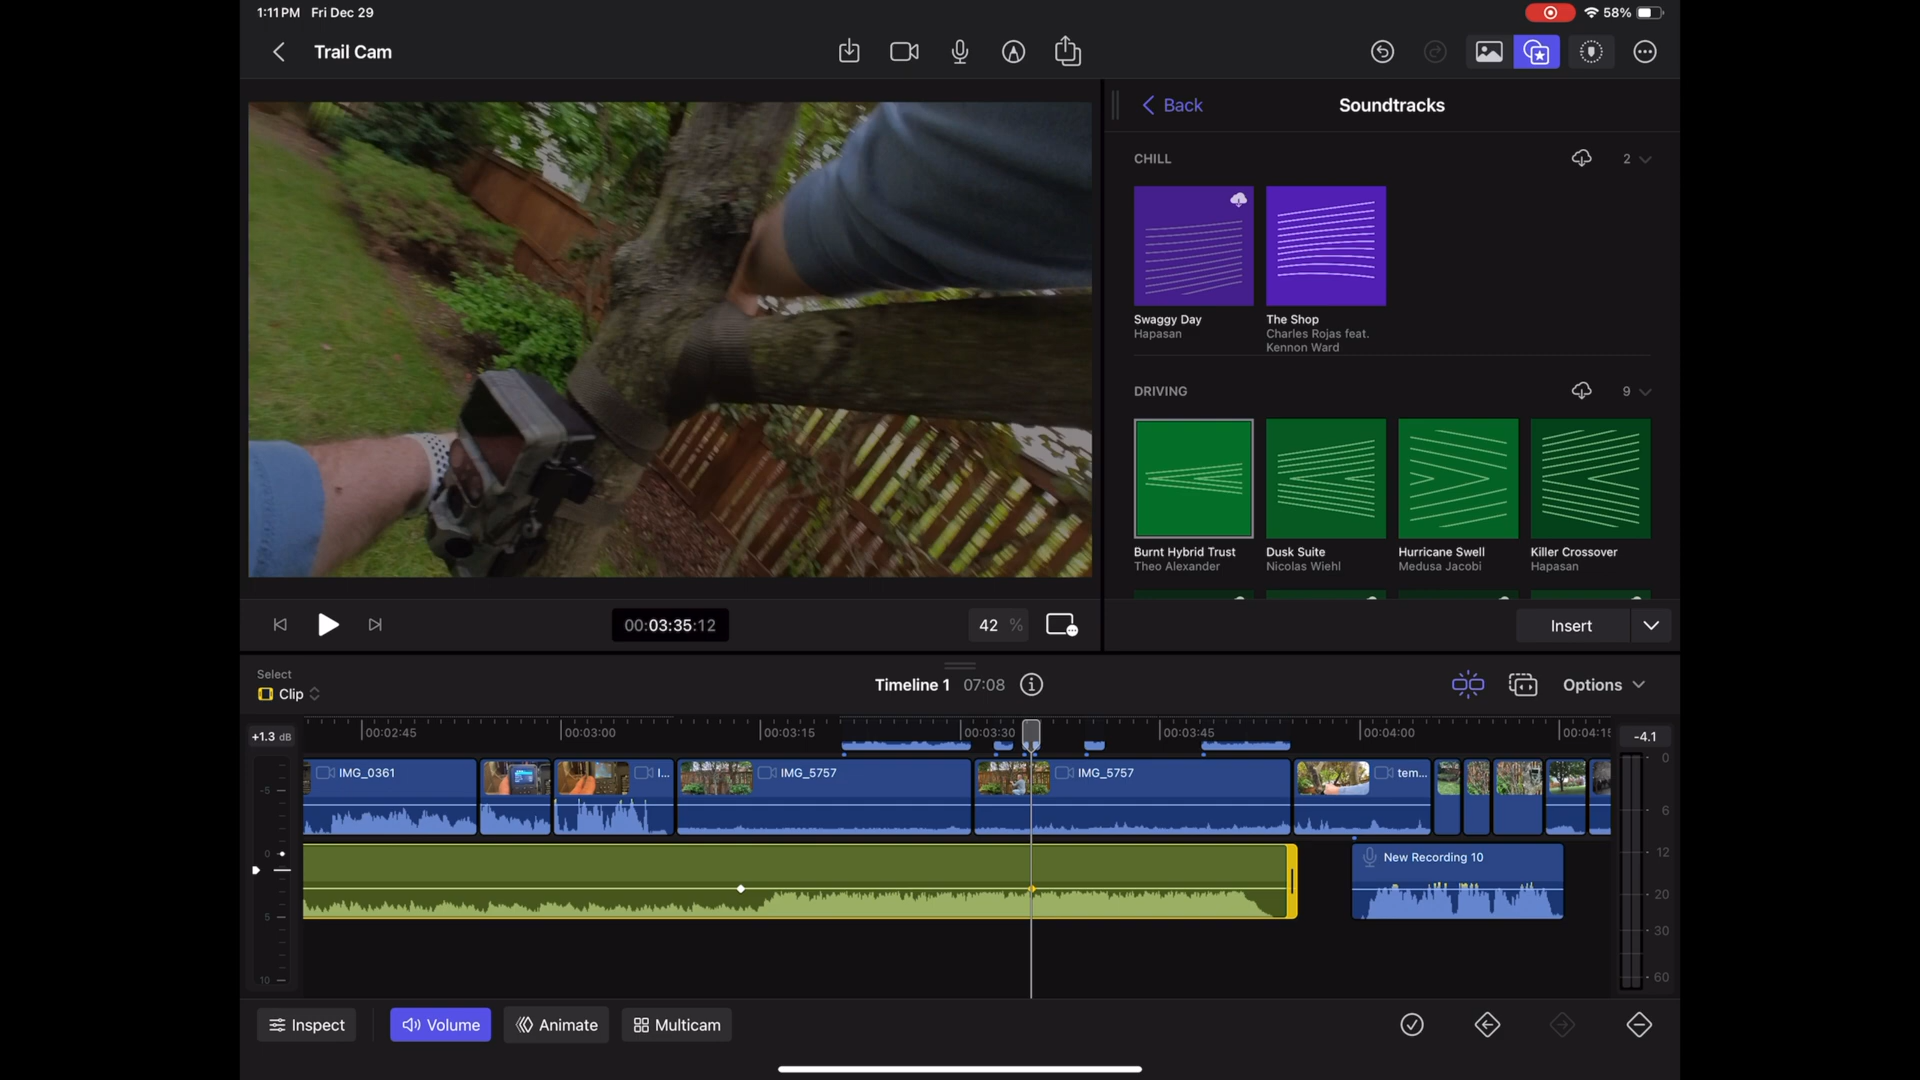 1:11PM Fri Dec 29
58%
Trail Cam
Back
Soundtracks
CHILL
2
Swaggy Day
Hapasan
The Shop
Charles Rojas feat.
Kennon Ward
DRIVING
9
Burnt Hybrid Trust
Theo Alexander
Dusk Suite
Nicolas Wiehl
Hurricane Swell
Medusa Jacobi
Killer Crossover
Hapasan
00:03:35:12
42 %
Insert
Select
Clip
Timeline 1 07:08
Options
+1.3 dB
00:02:45
00:03:00
00:03:15
00:03:30
00:03:45
00:04:00
00:04:15
-4.1
IMG_0361
I...
IMG_5757
IMG_5757
tem...
New Recording 10
-5
0
5
10
0
6
12
20
30
60
Inspect
Volume
Animate
Multicam